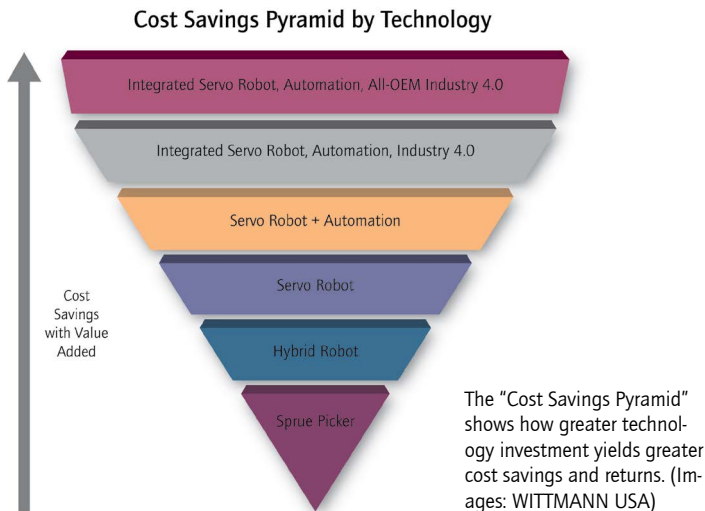 Cost Savings Pyramid by Technology
Integrated Servo Robot, Automation, All-OEM Industry 4.0
Integrated Servo Robot, Automation, Industry 4.0
Servo Robot + Automation
Servo Robot
Hybrid Robot
Sprue Picker
Cost
Savings
with Value
Added
The “Cost Savings Pyramid”
shows how greater technol-
ogy investment yields greater
cost savings and returns. (Im-
ages: WITTMANN USA)